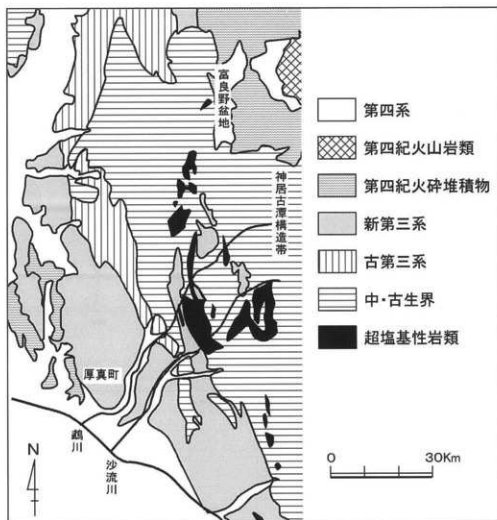 富良野盆地
神居古潭構造帯
厚真町
鵡川
沙流川
N
第四系
第四紀火山岩類
第四紀火砕堆積物
新第三系
古第三系
中・古生界
超塩基性岩類
0 30Km